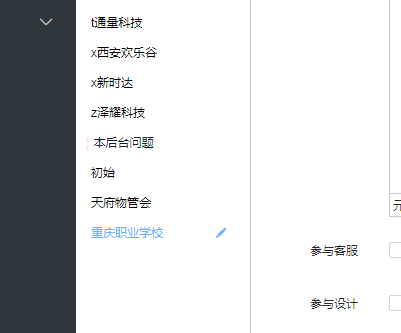 t通量科技
x西安欢乐谷
x新时达
z泽耀科技
本后台问题
初始
天府物管会
重庆职业学校
参与客服
参与设计